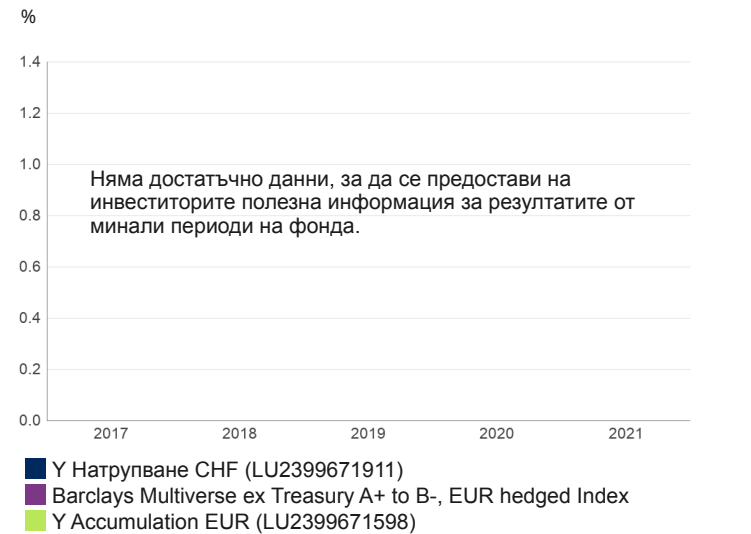 %
1.4
1.2
1.0
Няма достатъчно данни, за да се предостави на
инвеститорите полезна информация за резултатите от
0.8
минали периоди на фонда.
0.6
0.4
0.2
0.0
2017 2018 2019 2020 2021
Y Натрупване CHF (LU2399671911)
Barclays Multiverse ex Treasury A+ to B-, EUR hedged Index
Y Accumulation EUR (LU2399671598)